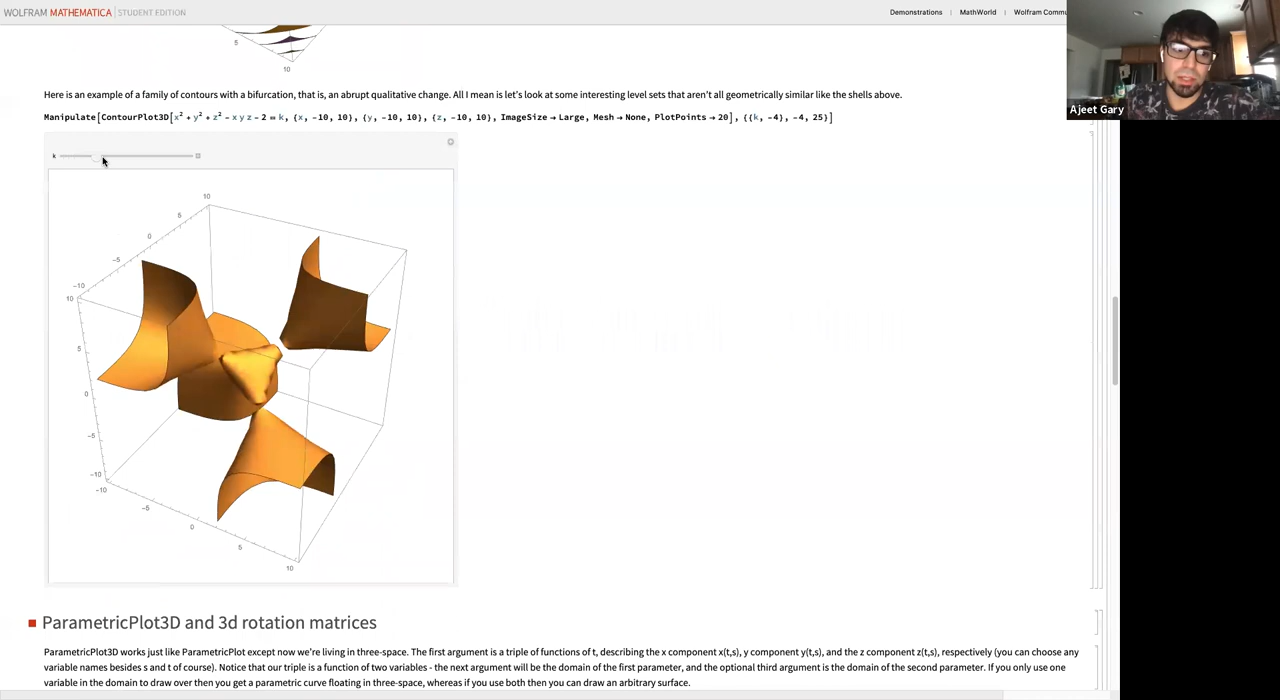 WOLFRAM MATHEMATICA | STUDENT EDITION
Demonstrations | MathWorld | Wolfram Commu
5
10
Here is an example of a family of contours with a bifurcation, that is, an abrupt qualitative change. All I mean is let's look at some interesting level sets that aren't all geometrically similar like the shells above.
Manipulate[ContourPlot3D[x² + y² + z² - x y z - 2 == k, {x, -10, 10}, {y, -10, 10}, {z, -10, 10}, ImageSize → Large, Mesh → None, PlotPoints → 20], {{k, -4}, -4, 25}]
Ajeet Gary
k
10
5
0
-5
-10
10
5
0
-5
-10
-10
-5
0
5
10
ParametricPlot3D and 3d rotation matrices
ParametricPlot3D works just like ParametricPlot except now we're living in three-space. The first argument is a triple of functions of t, describing the x component x(t,s), y component y(t,s), and the z component z(t,s), respectively (you can choose any
variable names besides s and t of course). Notice that our triple is a function of two variables - the next argument will be the domain of the first parameter, and the optional third argument is the domain of the second parameter. If you only use one
variable in the domain to draw over then you get a parametric curve floating in three-space, whereas if you use both then you can draw an arbitrary surface.